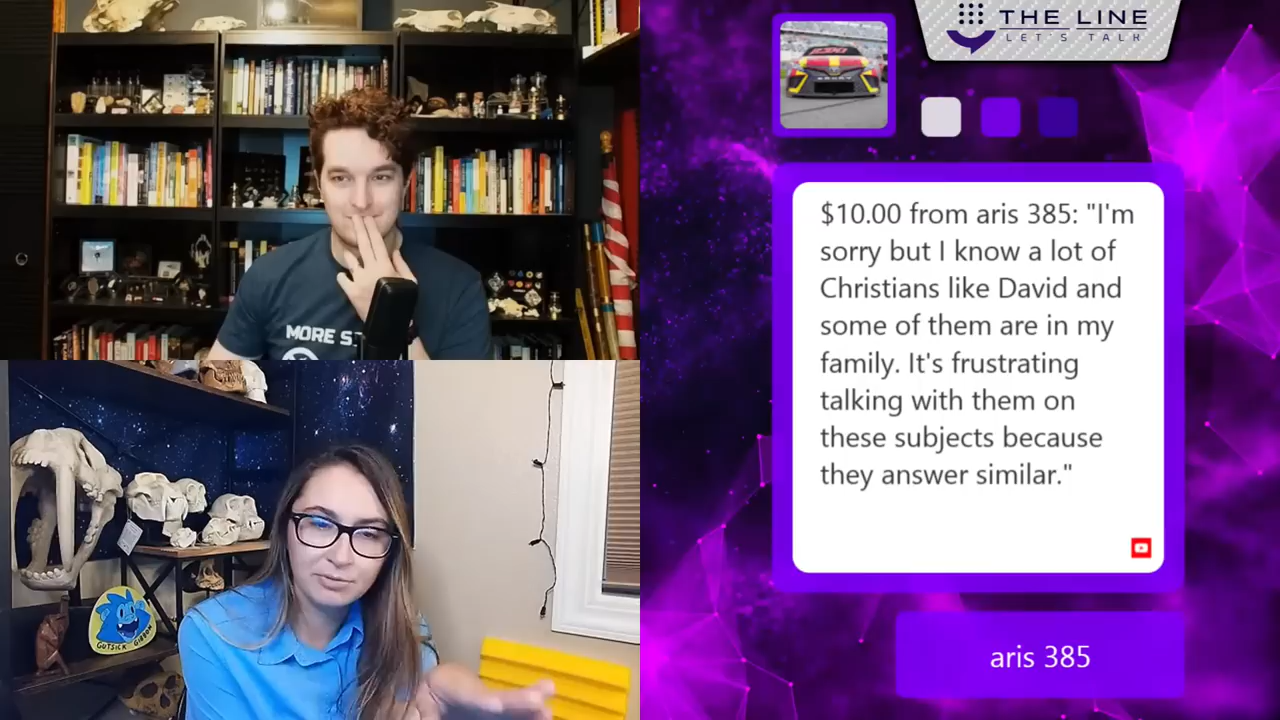 THE LINE
LET'S TALK
$10.00 from aris 385: "I'm
sorry but I know a lot of
Christians like David and
some of them are in my
family. It's frustrating
talking with them on
these subjects because
they answer similar."
aris 385
MORE
GUTSICK GIBBON